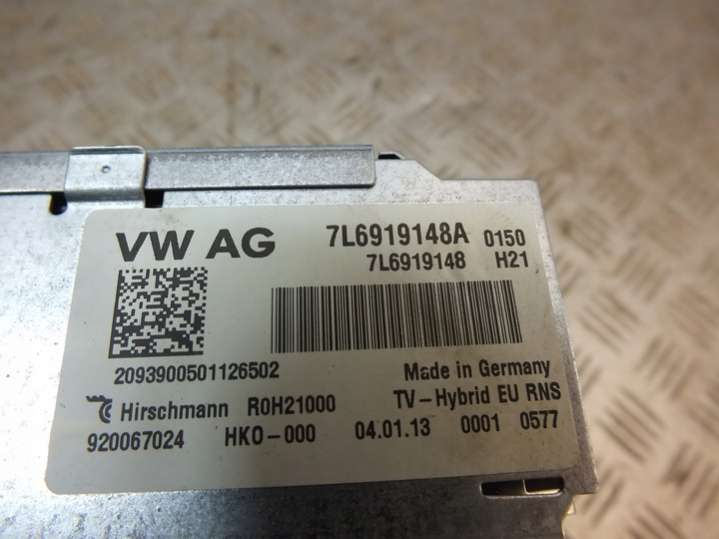 VW AG 7L6919148A 0150
7L6919148 H21
2093900501126502 Made in Germany
Hirschmann R0H21000 TV-Hybrid EU RNS
920067024 HKO-000 04.01.13 0001 0577